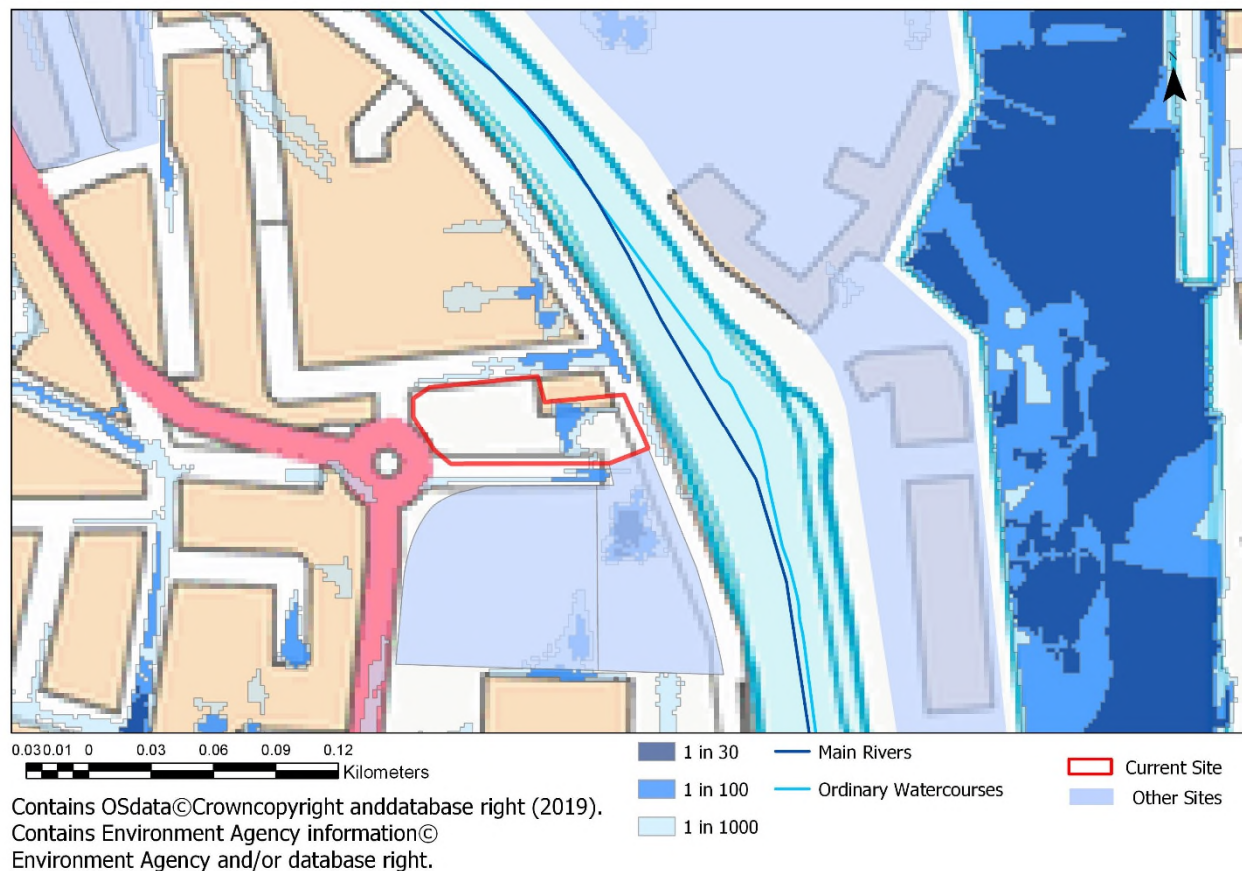 0.030.01 0 0.03 0.06 0.09 0.12
Kilometers
Contains OSdata©Crowncopyright anddatabase right (2019).
Contains Environment Agency information©
Environment Agency and/or database right.
1 in 30
1 in 100
1 in 1000
Main Rivers
Ordinary Watercourses
Current Site
Other Sites